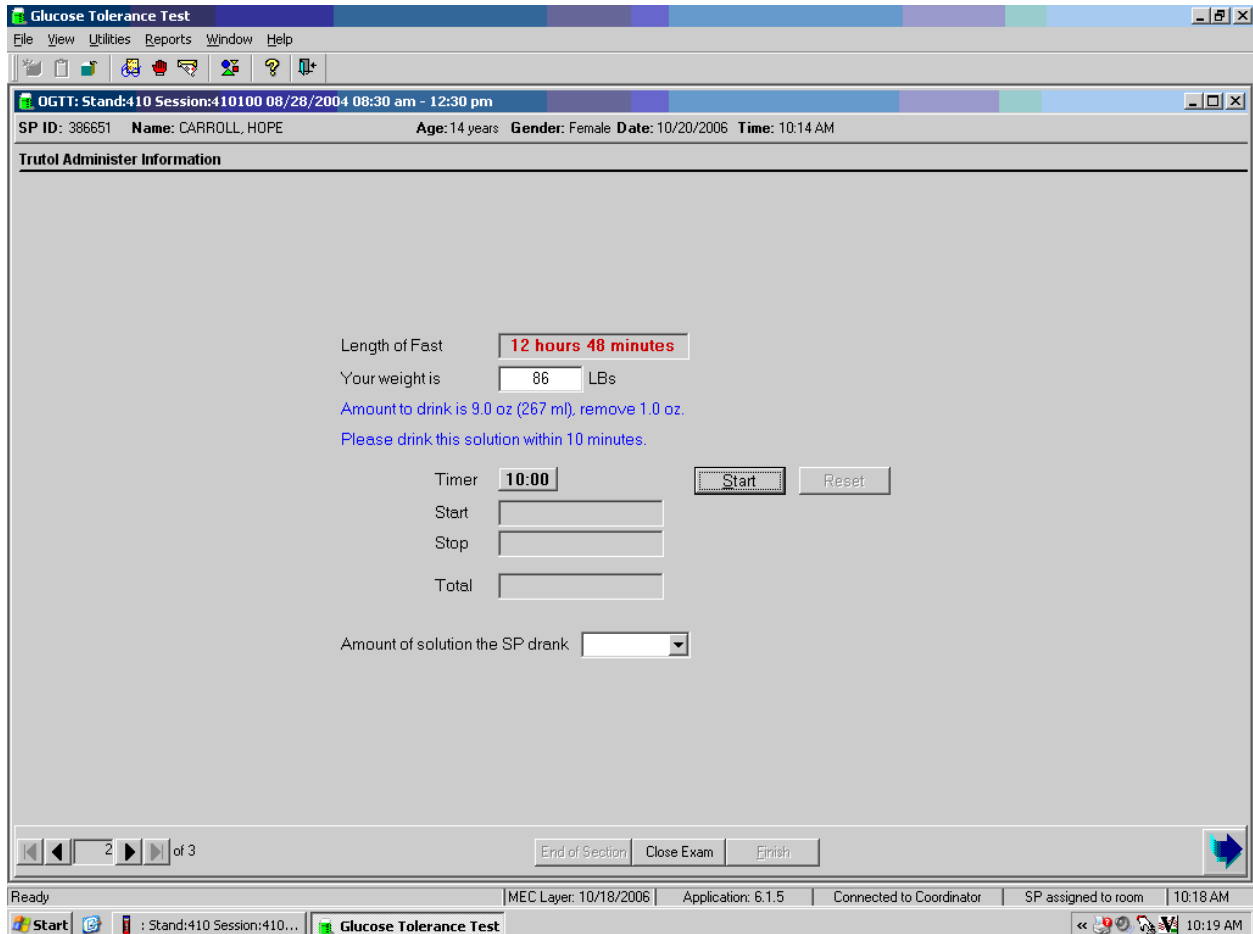 Glucose Tolerance Test
File View Utilities Reports Window Help
OGTT: Stand:410 Session:410100 08/28/2004 08:30 am - 12:30 pm
SP ID: 386651 Name: CARROLL, HOPE Age: 14 years Gender: Female Date: 10/20/2006 Time: 10:14 AM
Trutol Administer Information
Length of Fast 12 hours 48 minutes
Your weight is 86 LBs
Amount to drink is 9.0 oz (267 ml), remove 1.0 oz.
Please drink this solution within 10 minutes.
Timer 10:00 Start Reset
Start
Stop
Total
Amount of solution the SP drank
2 of 3 End of Section Close Exam Finish
Ready MEC Layer: 10/18/2006 Application: 6.1.5 Connected to Coordinator SP assigned to room 10:18 AM
Start : Stand:410 Session:410... Glucose Tolerance Test « 10:19 AM